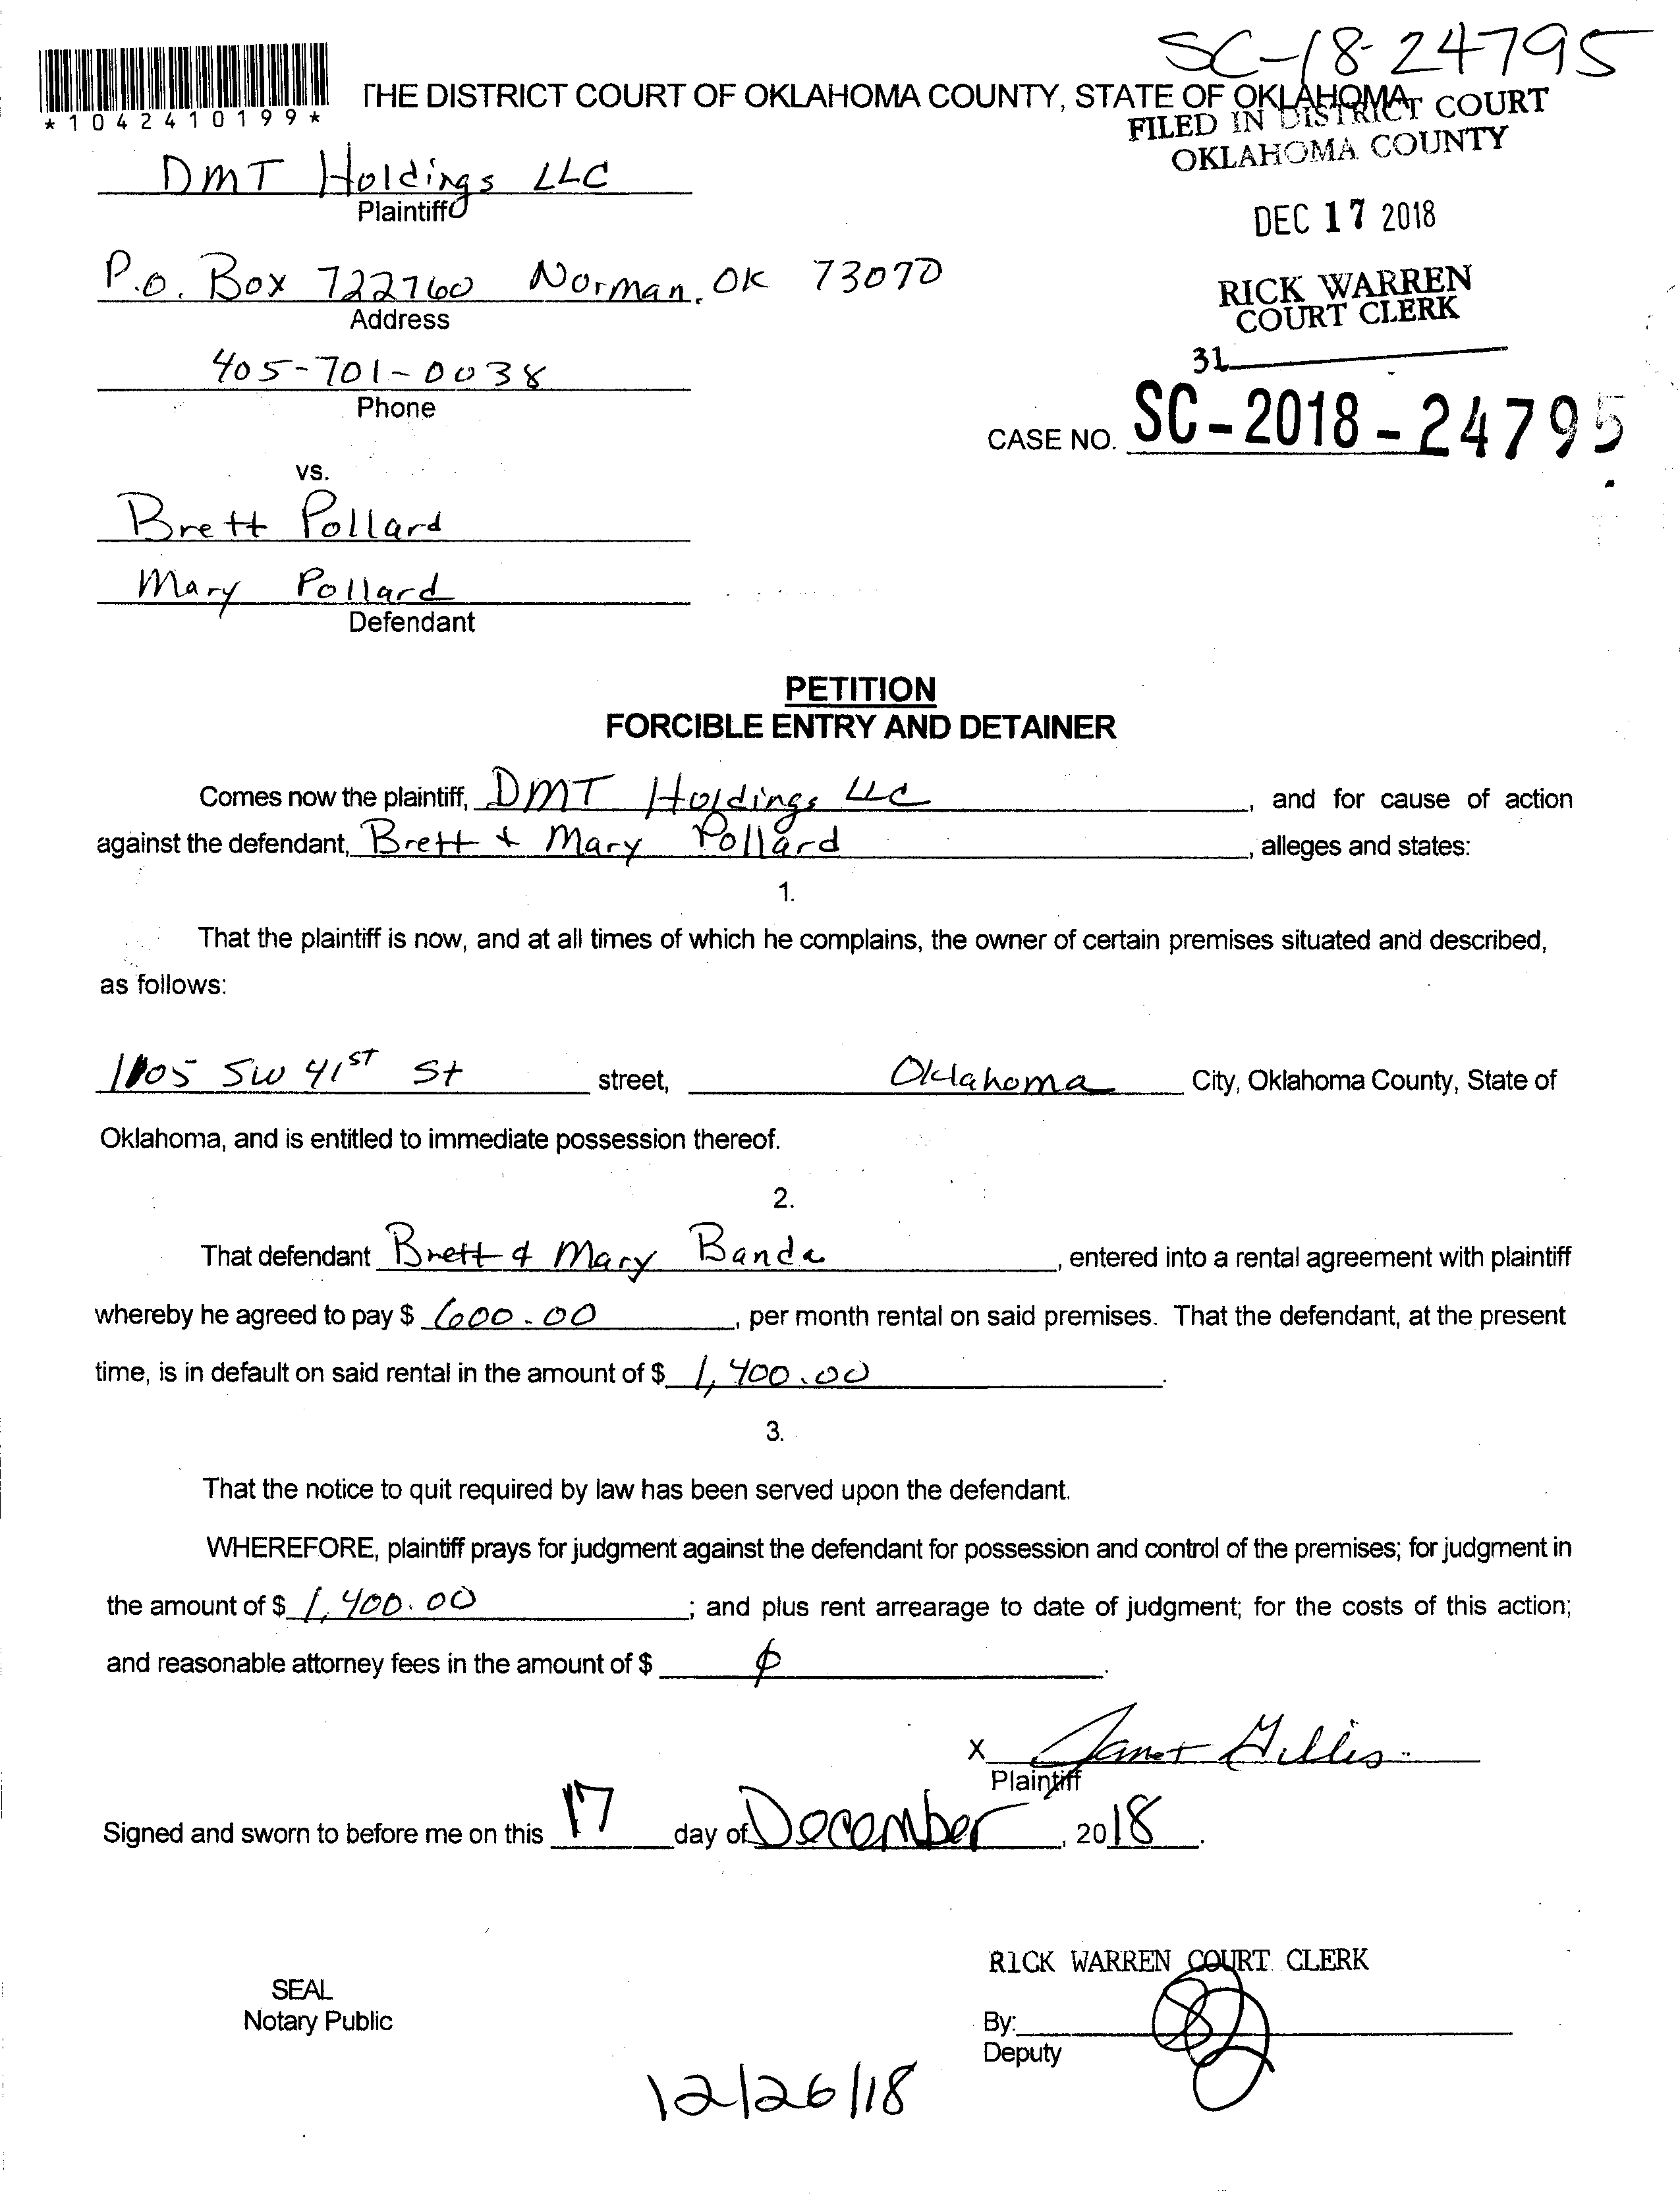 SC-18-24795
*1042410199*
THE DISTRICT COURT OF OKLAHOMA COUNTY, STATE OF OKLAHOMA
FILED IN DISTRICT COURT
OKLAHOMA COUNTY
DMT Holdings LLC
Plaintiff
DEC 17 2018
P.O. Box 722760 Norman, OK 73070
Address
RICK WARREN
COURT CLERK
405-701-0038
Phone
31
CASE NO. SC-2018-24795
vs.
Brett Pollard
Mary Pollard
Defendant
PETITION
FORCIBLE ENTRY AND DETAINER
Comes now the plaintiff, DMT Holdings LLC, and for cause of action
against the defendant, Brett & Mary Pollard, alleges and states:
1.
That the plaintiff is now, and at all times of which he complains, the owner of certain premises situated and described,
as follows:
1105 SW 41ST St street, Oklahoma City, Oklahoma County, State of
Oklahoma, and is entitled to immediate possession thereof.
2.
That defendant Brett & Mary Banda, entered into a rental agreement with plaintiff
whereby he agreed to pay $ 600.00, per month rental on said premises. That the defendant, at the present
time, is in default on said rental in the amount of $ 1,400.00.
3.
That the notice to quit required by law has been served upon the defendant.
WHEREFORE, plaintiff prays for judgment against the defendant for possession and control of the premises; for judgment in
the amount of $ 1,400.00; and plus rent arrearage to date of judgment; for the costs of this action;
and reasonable attorney fees in the amount of $ ϕ.
X Janet Gillis
Plaintiff
Signed and sworn to before me on this 17 day of December, 2018.
RICK WARREN COURT CLERK
SEAL
Notary Public
By:
Deputy
12/26/18